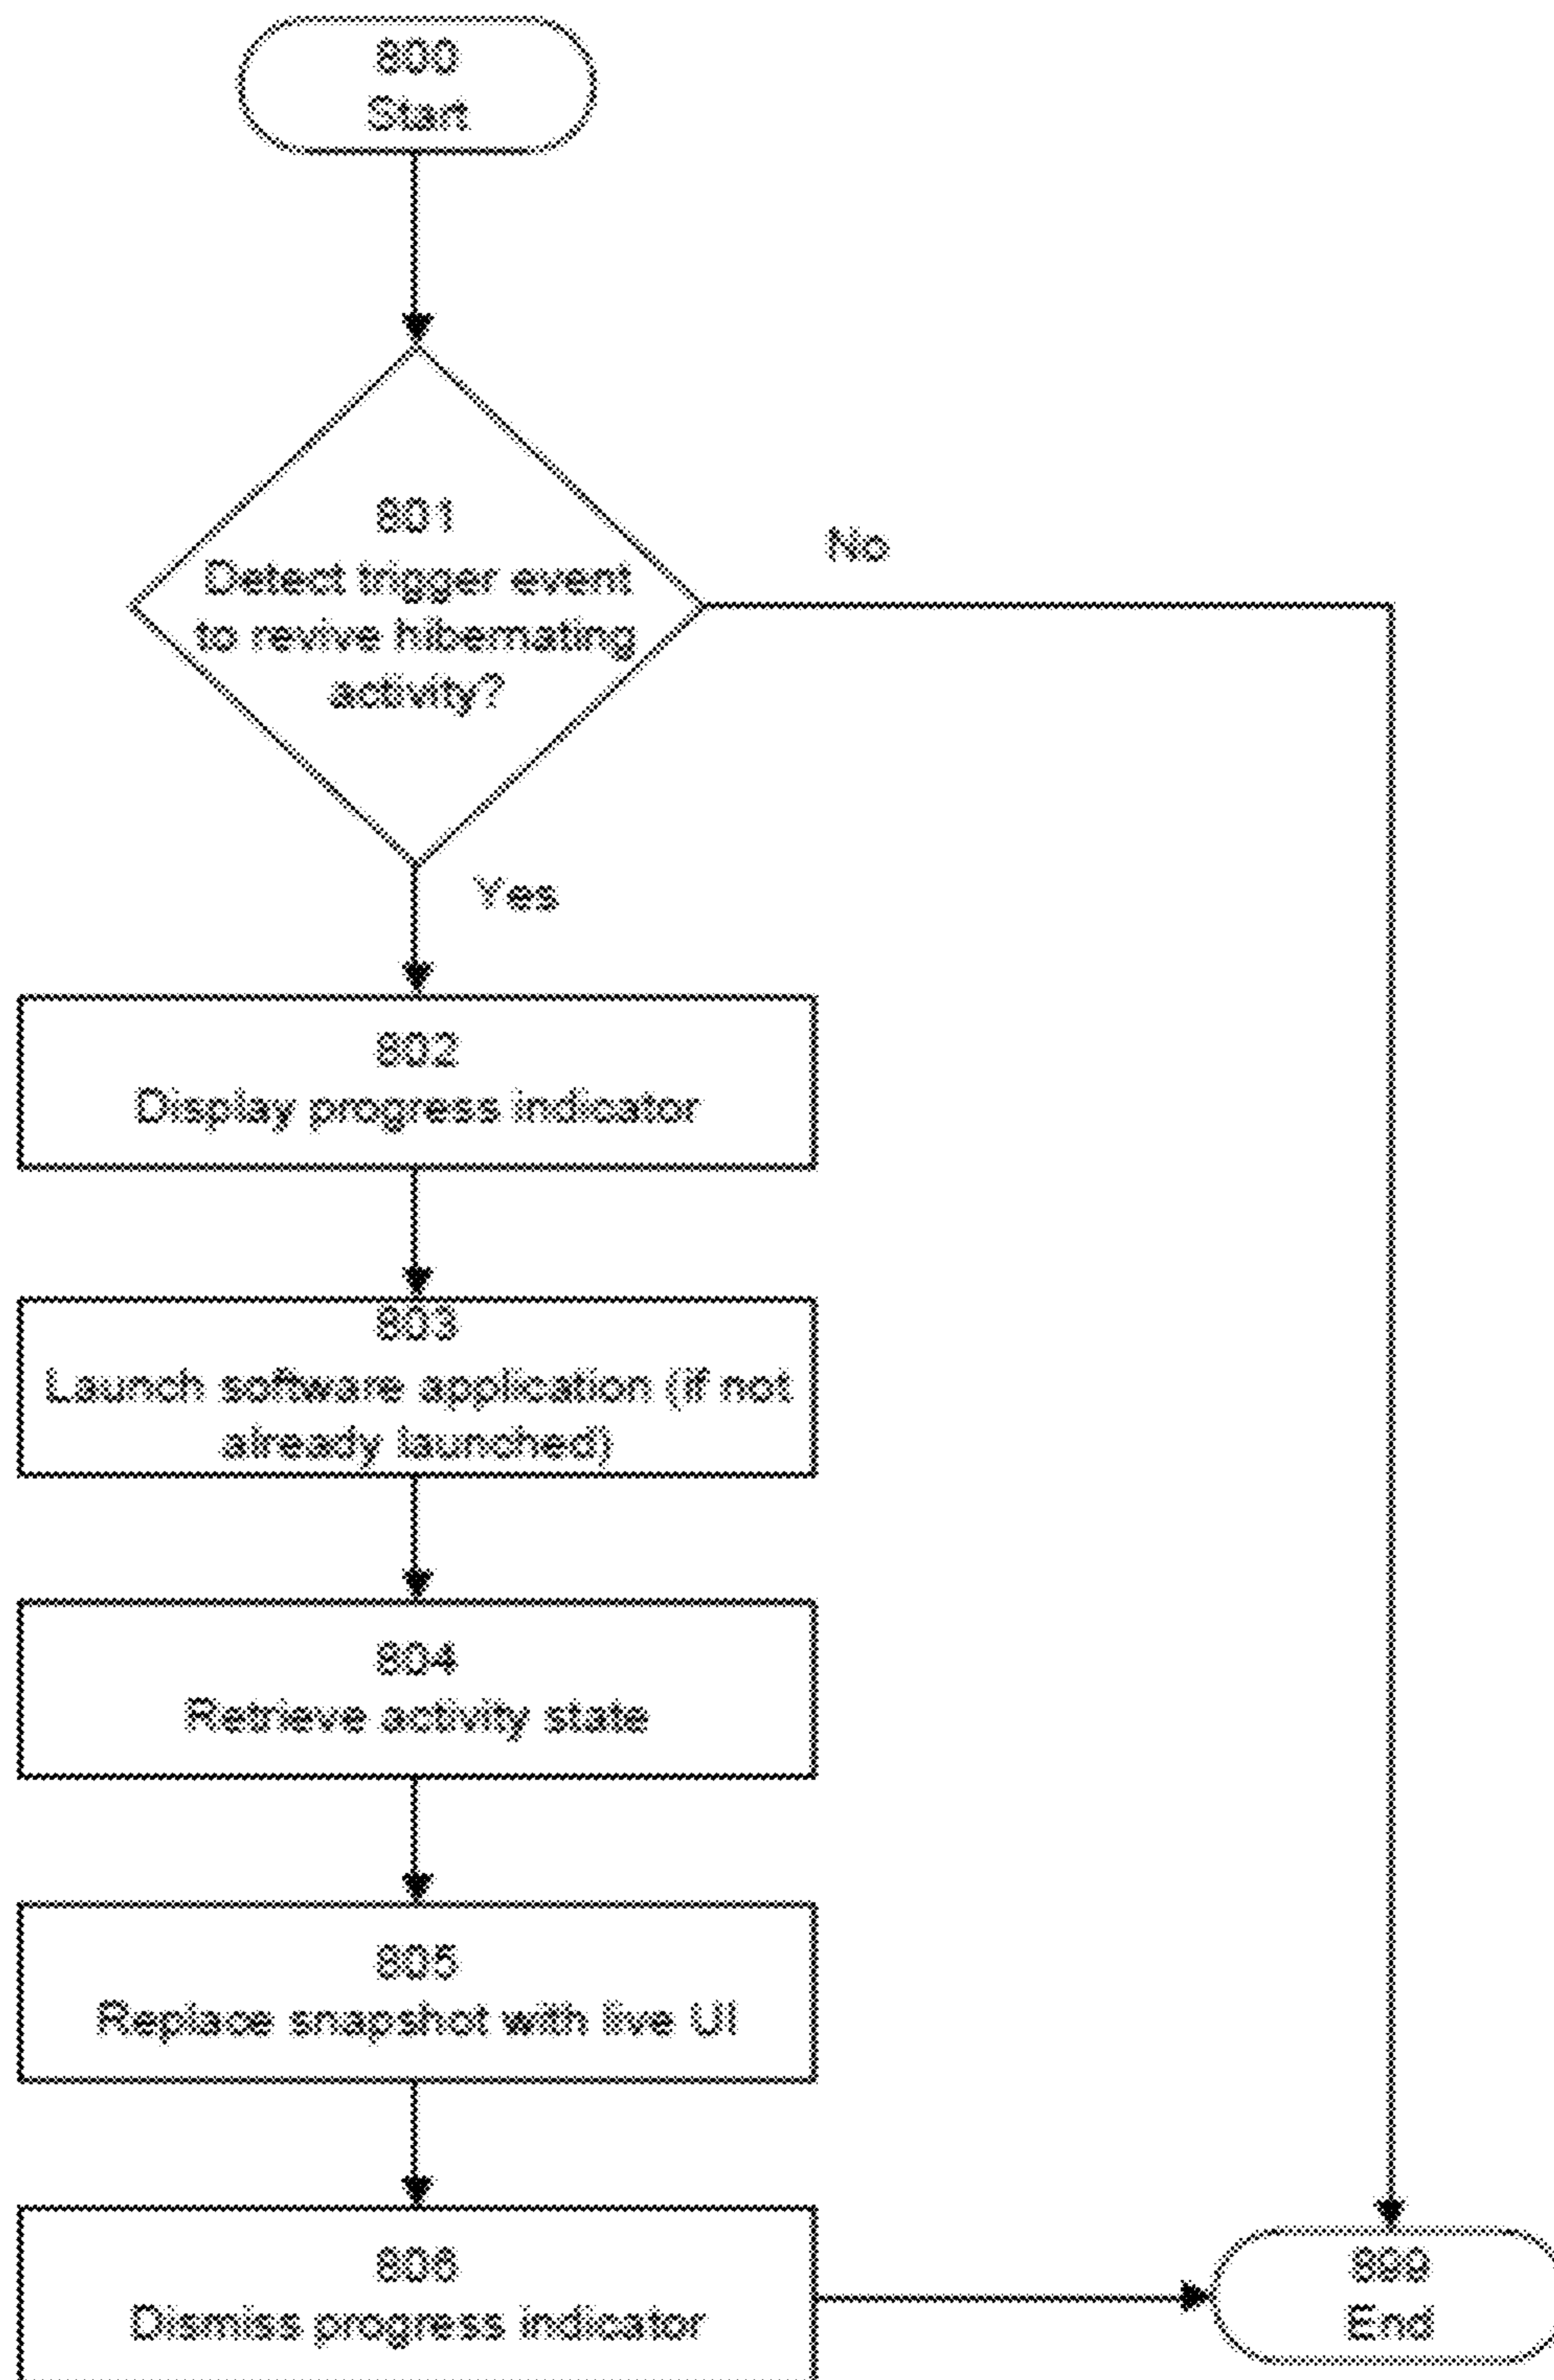 800
Start
801
Detect trigger event
to revive hibernating
activity?
No
Yes
802
Display progress indicator
803
Launch software application (if not
already launched)
804
Retrieve activity state
805
Replace snapshot with live UI
806
Dismiss progress indicator
899
End